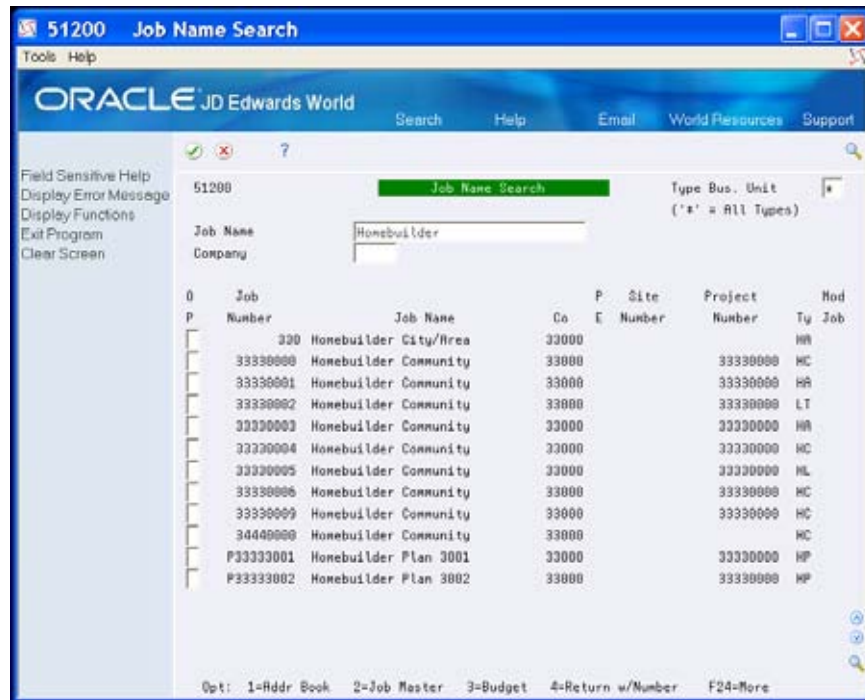 51200 Job Name Search
Tools Help
ORACLE JD Edwards World
Search Help Email World Resources Support
?
Field Sensitive Help
Display Error Message
Display Functions
Exit Program
Clear Screen
51200 Job Name Search Type Bus. Unit *
('*' = All Types)
Job Name Homebuilder
Company
O Job P Site Project Mod
P Number Job Name Co E Number Number Ty Job
330 Homebuilder City/Area 33000 HA
33330000 Homebuilder Community 33000 33330000 HC
33330001 Homebuilder Community 33000 33330000 HA
33330002 Homebuilder Community 33000 33330000 LT
33330003 Homebuilder Community 33000 33330000 HA
33330004 Homebuilder Community 33000 33330000 HC
33330005 Homebuilder Community 33000 33330000 HL
33330006 Homebuilder Community 33000 33330000 HC
33330009 Homebuilder Community 33000 33330000 HC
34440000 Homebuilder Community 33000 HC
P33333001 Homebuilder Plan 3001 33000 33330000 HP
P33333002 Homebuilder Plan 3002 33000 33330000 HP
Opt: 1=Addr Book 2=Job Master 3=Budget 4=Return w/Number F24=More